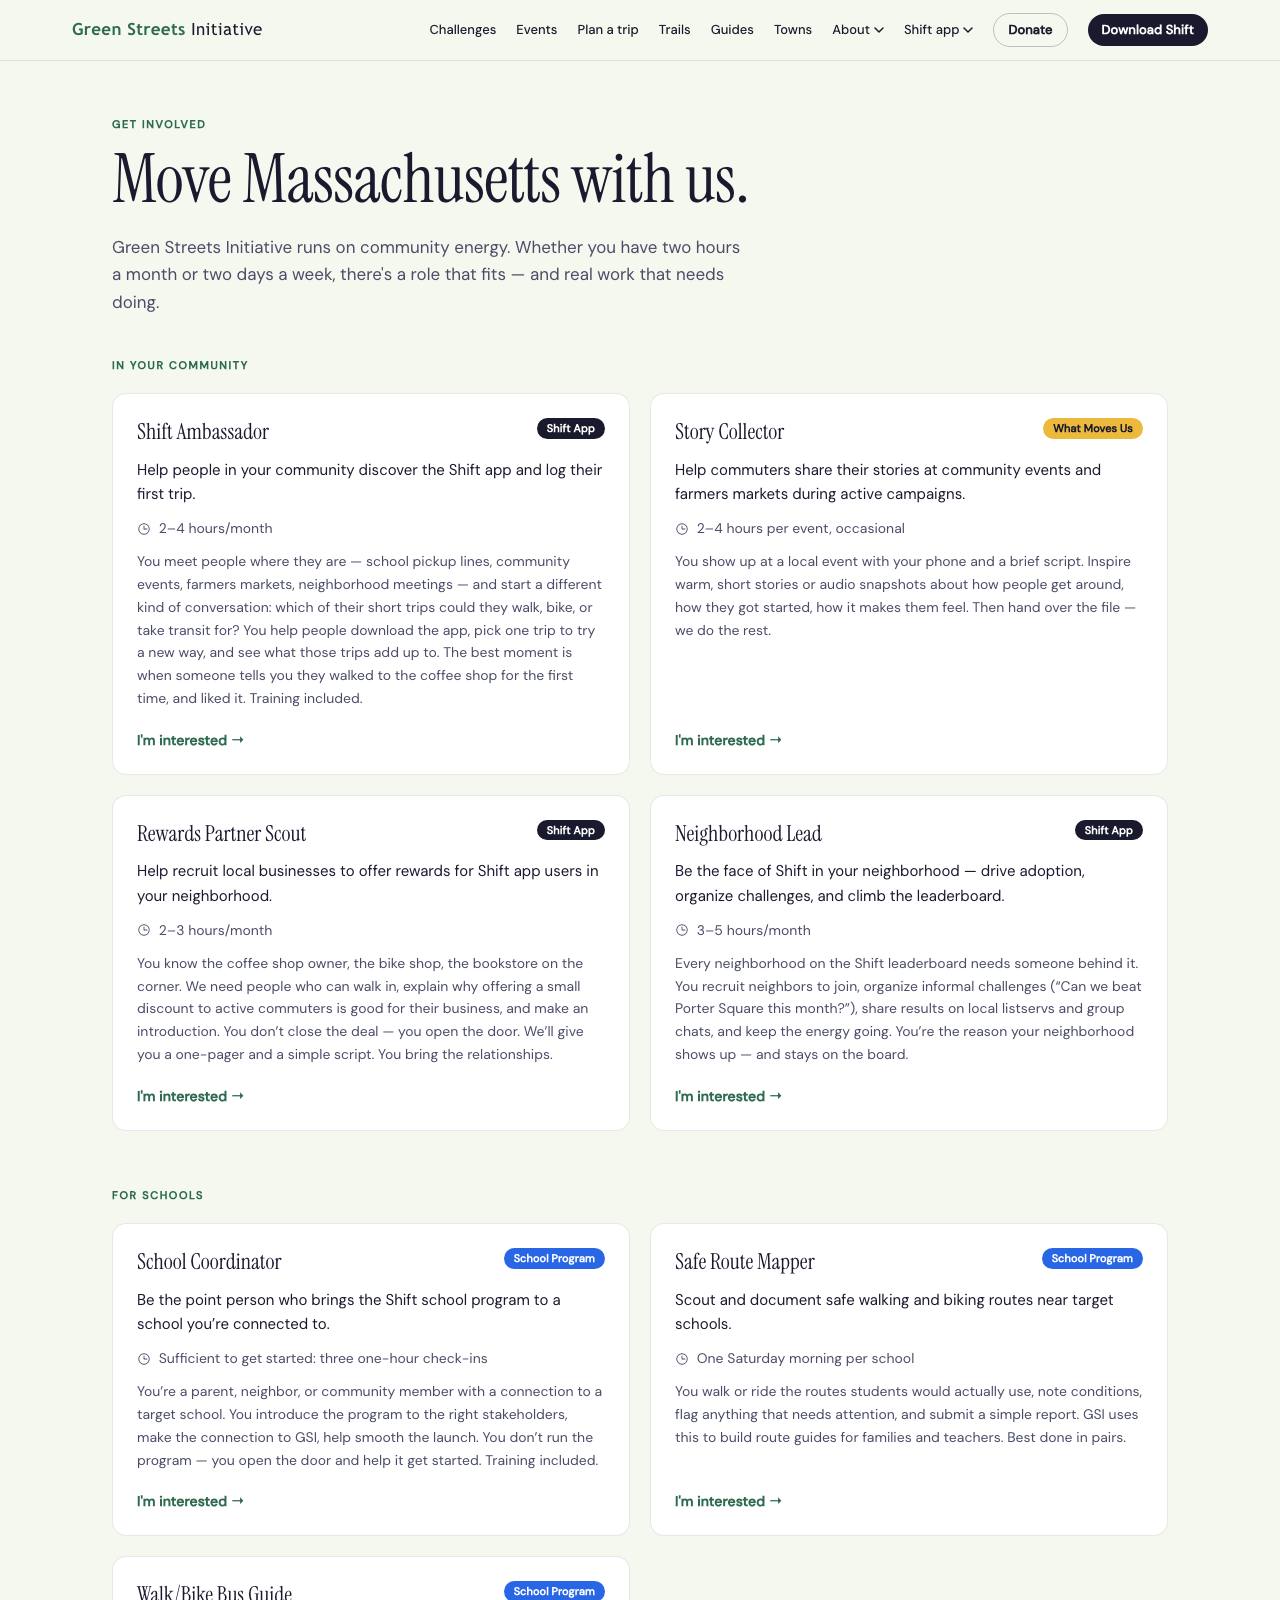 Green Streets Initiative
Challenges Events Plan a trip Trails Guides Towns About Shift app Donate Download Shift
GET INVOLVED
Move Massachusetts with us.
Green Streets Initiative runs on community energy. Whether you have two hours
a month or two days a week, there's a role that fits — and real work that needs
doing.
IN YOUR COMMUNITY
Shift Ambassador
Shift App
Help people in your community discover the Shift app and log their
first trip.
2–4 hours/month
You meet people where they are — school pickup lines, community
events, farmers markets, neighborhood meetings — and start a different
kind of conversation: which of their short trips could they walk, bike, or
take transit for? You help people download the app, pick one trip to try
a new way, and see what those trips add up to. The best moment is
when someone tells you they walked to the coffee shop for the first
time, and liked it. Training included.
I'm interested →
Story Collector
What Moves Us
Help commuters share their stories at community events and
farmers markets during active campaigns.
2–4 hours per event, occasional
You show up at a local event with your phone and a brief script. Inspire
warm, short stories or audio snapshots about how people get around,
how they got started, how it makes them feel. Then hand over the file —
we do the rest.
I'm interested →
Rewards Partner Scout
Shift App
Help recruit local businesses to offer rewards for Shift app users in
your neighborhood.
2–3 hours/month
You know the coffee shop owner, the bike shop, the bookstore on the
corner. We need people who can walk in, explain why offering a small
discount to active commuters is good for their business, and make an
introduction. You don’t close the deal — you open the door. We’ll give
you a one-pager and a simple script. You bring the relationships.
I'm interested →
Neighborhood Lead
Shift App
Be the face of Shift in your neighborhood — drive adoption,
organize challenges, and climb the leaderboard.
3–5 hours/month
Every neighborhood on the Shift leaderboard needs someone behind it.
You recruit neighbors to join, organize informal challenges (“Can we beat
Porter Square this month?”), share results on local listservs and group
chats, and keep the energy going. You’re the reason your neighborhood
shows up — and stays on the board.
I'm interested →
FOR SCHOOLS
School Coordinator
School Program
Be the point person who brings the Shift school program to a
school you’re connected to.
Sufficient to get started: three one-hour check-ins
You’re a parent, neighbor, or community member with a connection to a
target school. You introduce the program to the right stakeholders,
make the connection to GSI, help smooth the launch. You don’t run the
program — you open the door and help it get started. Training included.
I'm interested →
Safe Route Mapper
School Program
Scout and document safe walking and biking routes near target
schools.
One Saturday morning per school
You walk or ride the routes students would actually use, note conditions,
flag anything that needs attention, and submit a simple report. GSI uses
this to build route guides for families and teachers. Best done in pairs.
I'm interested →
Walk/Bike Bus Guide
School Program